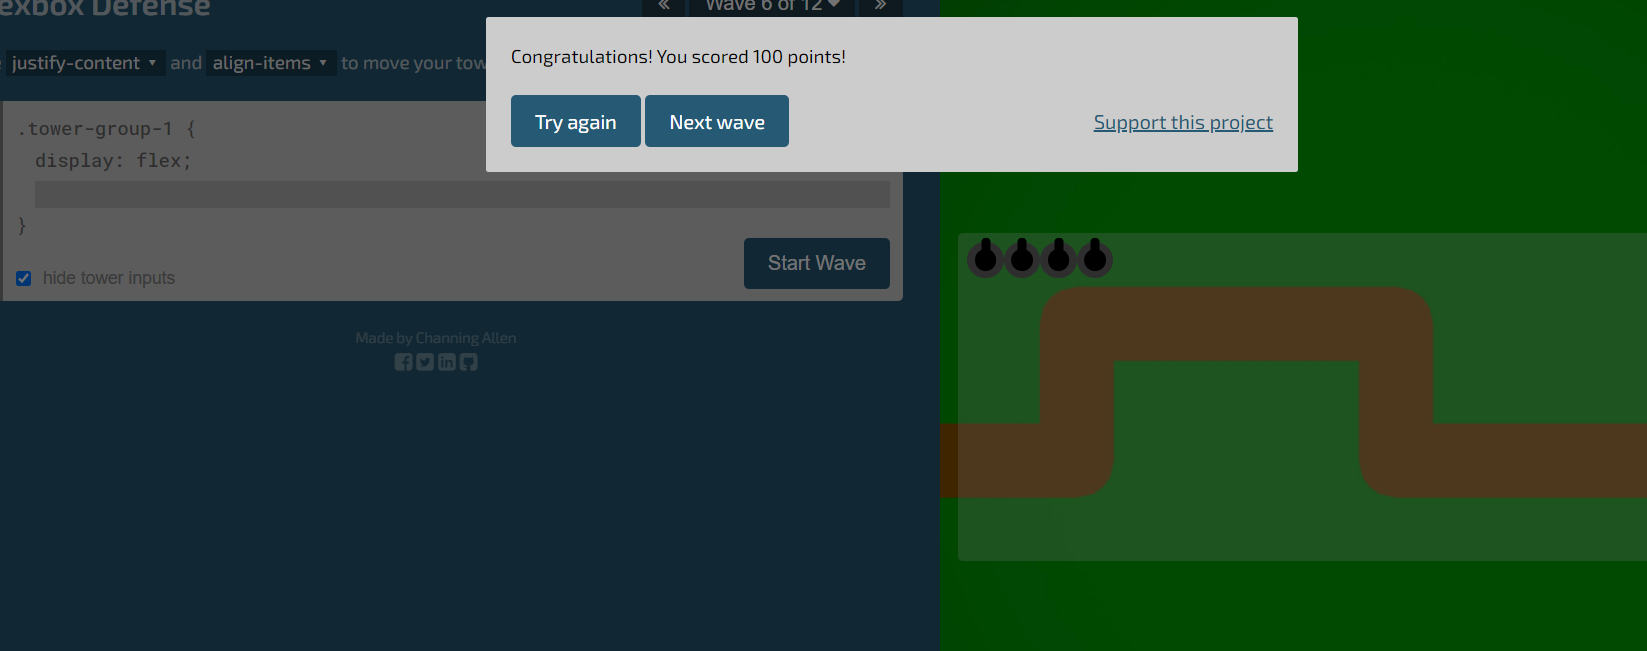 exbox Defense
« Wave 6 of 12 »
justify-content and align-items to move your tow
Congratulations! You scored 100 points!
Try again Next wave Support this project
.tower-group-1 {
display: flex;
}
hide tower inputs
Start Wave
Made by Channing Allen